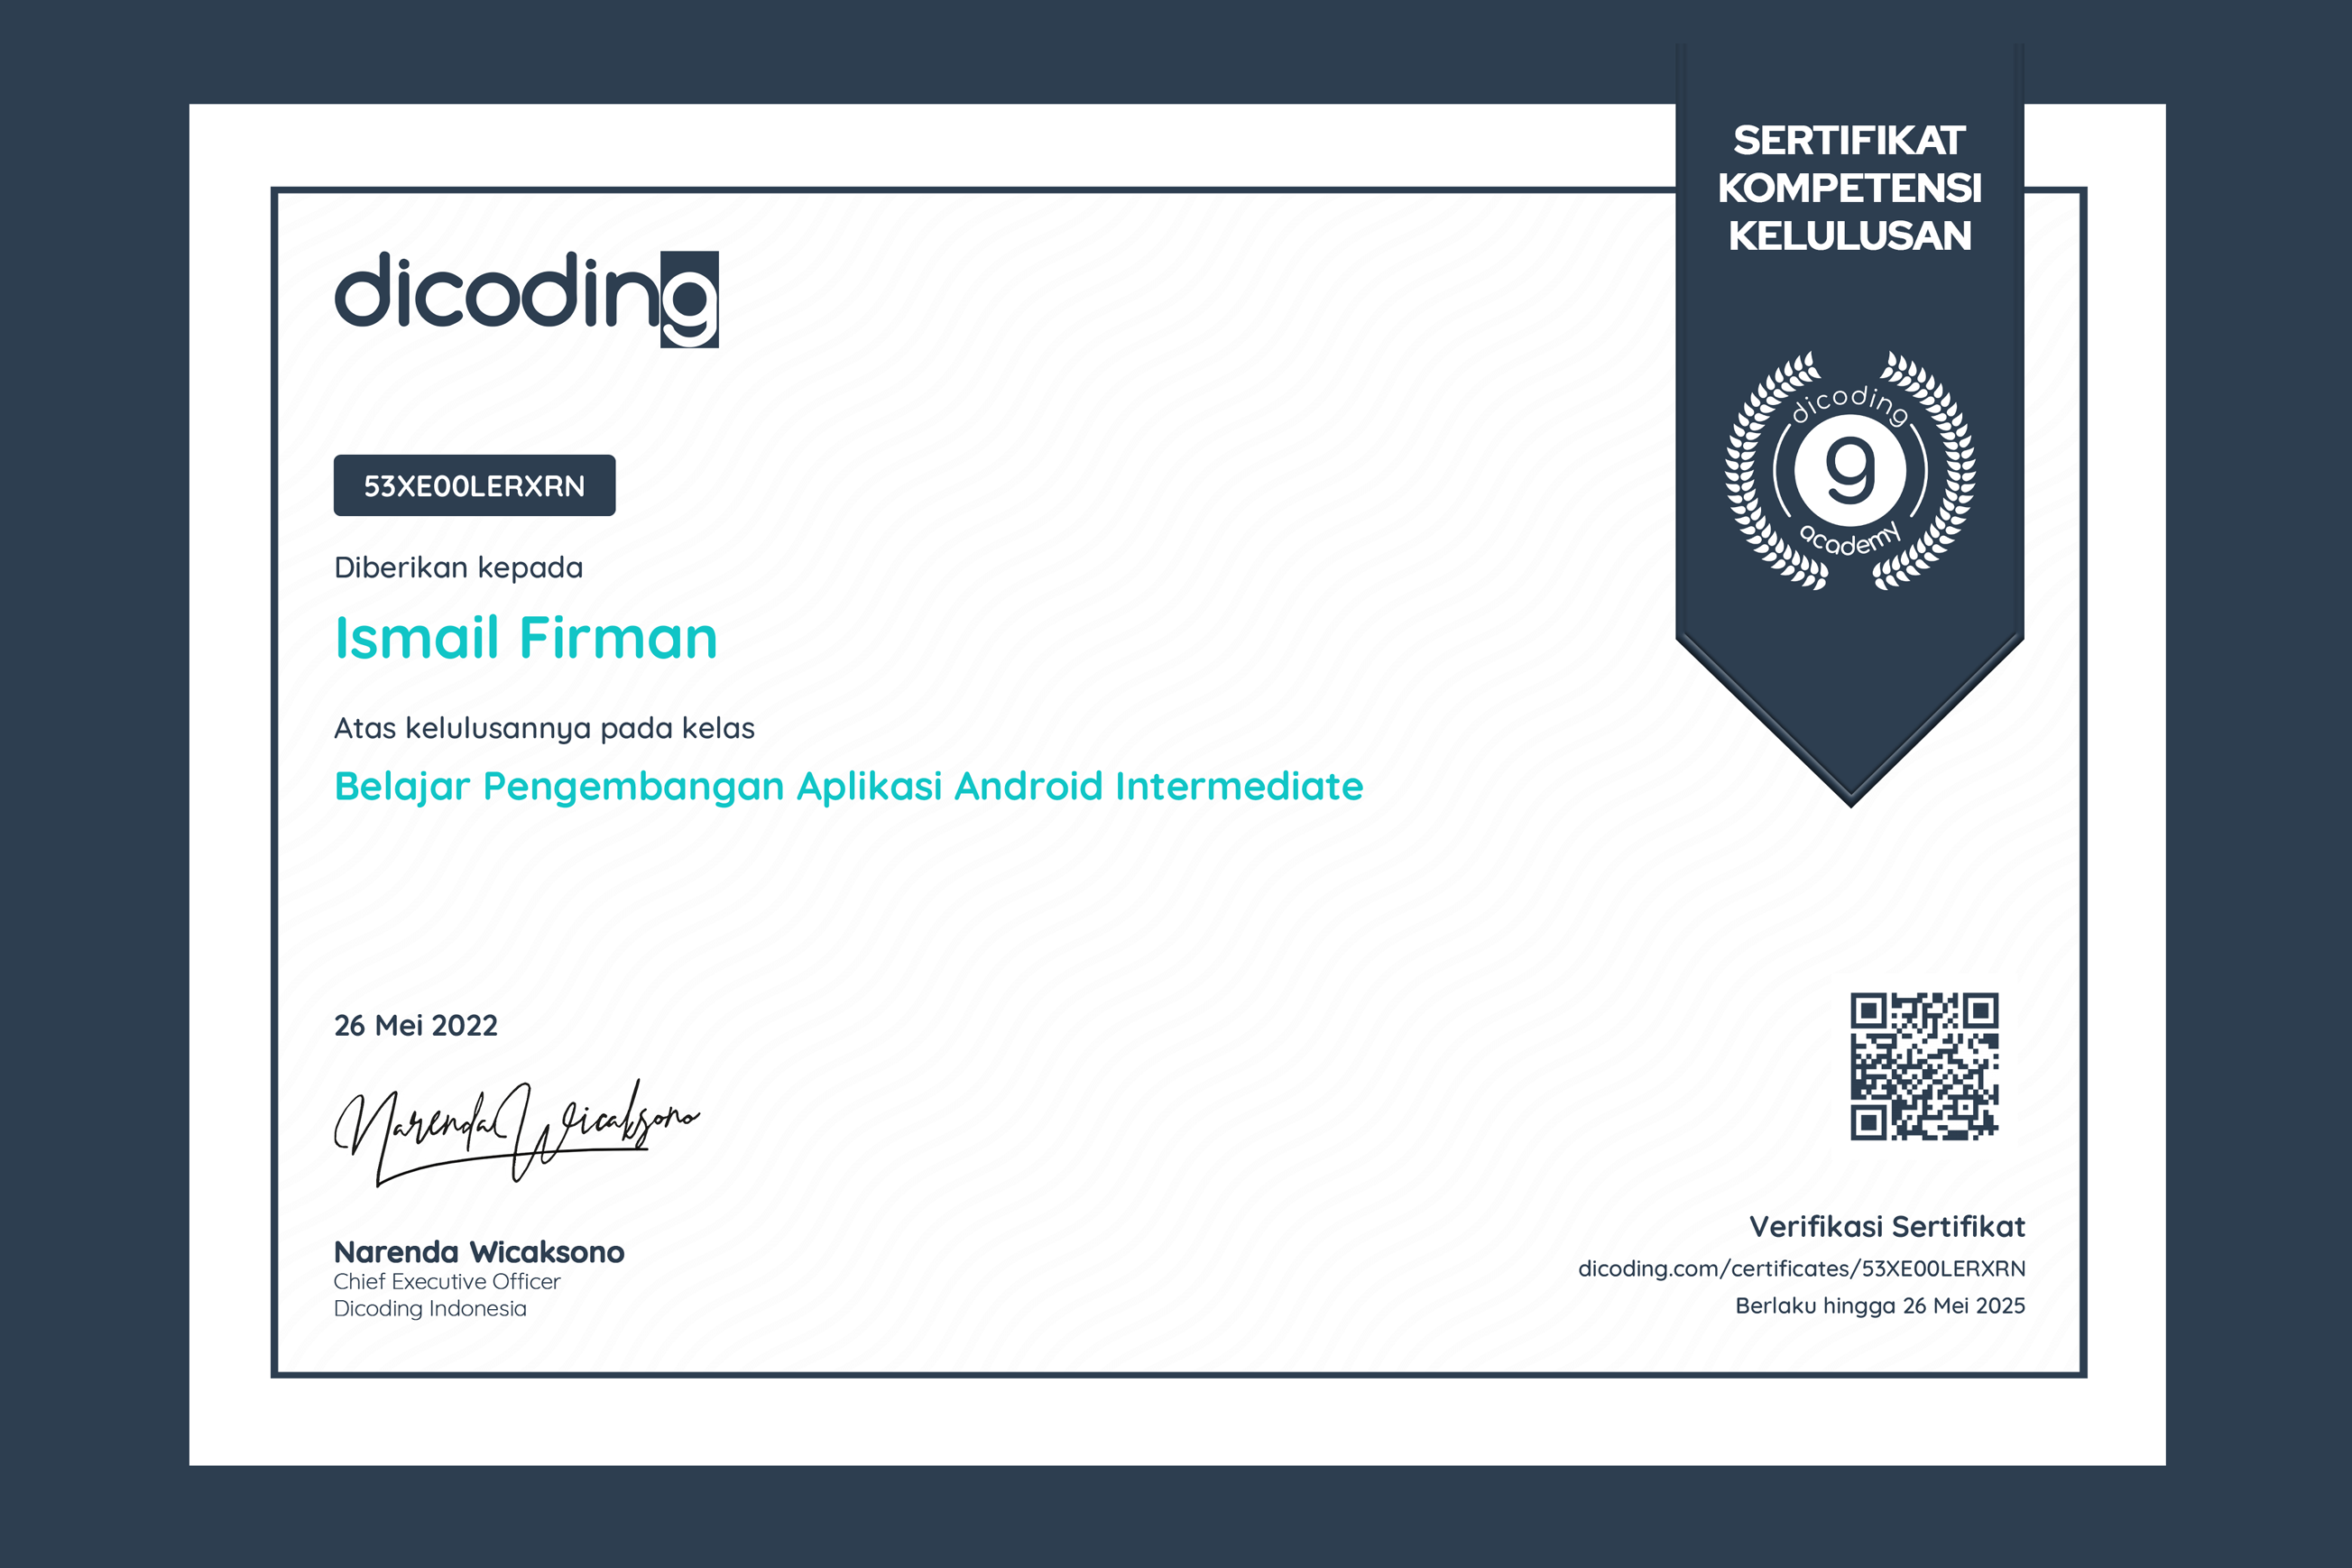 dicoding
SERTIFIKAT
KOMPETENSI
KELULUSAN
dicoding
g
academy
53XE00LERXRN
Diberikan kepada
Ismail Firman
Atas kelulusannya pada kelas
Belajar Pengembangan Aplikasi Android Intermediate
26 Mei 2022
Narenda Wicaksono
Narenda Wicaksono
Chief Executive Officer
Dicoding Indonesia
Verifikasi Sertifikat
dicoding.com/certificates/53XE00LERXRN
Berlaku hingga 26 Mei 2025